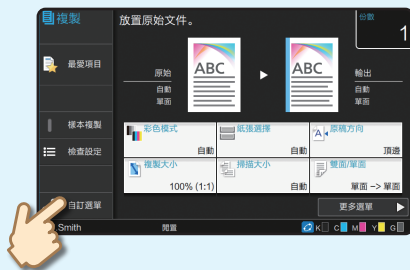 複製
放置原始文件。
份數
1
最愛項目
ABC
ABC
原始
自動
單面
輸出
自動
單面
樣本複製
檢查設定
彩色模式
自動
紙張選擇
自動
原稿方向
頂邊
複製大小
100% (1:1)
掃描大小
自動
雙面/單面
單面 -> 單面
自訂選單
更多選單
Smith
閒置
K C M Y G